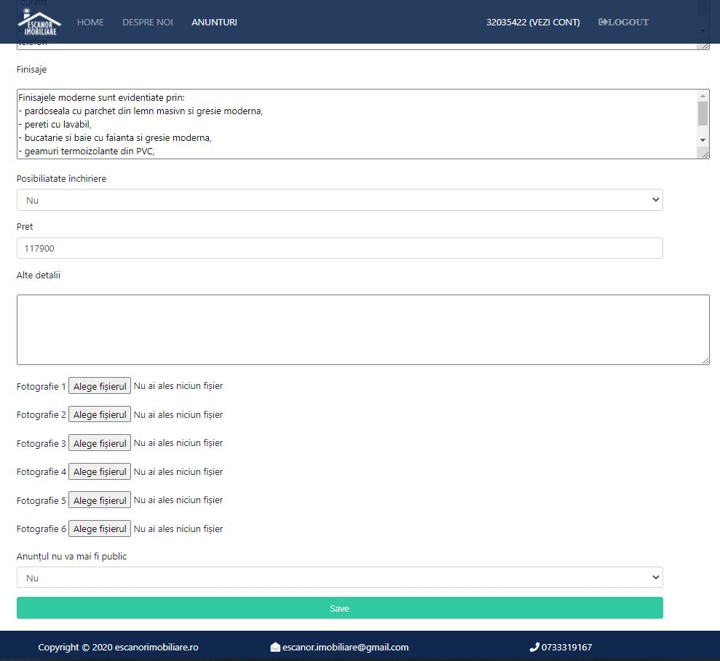 ESCANOR
IMOBILIARE
HOME
DESPRE NOI
ANUNTURI
32035422 (VEZI CONT)
LOGOUT
telefon
Finisaje
Finisajele moderne sunt evidentiate prin:
- pardoseala cu parchet din lemn masivn si gresie moderna,
- pereti cu lavabil,
- bucatarie si baie cu faianta si gresie moderna,
- geamuri termoizolante din PVC,
Posibiliatate închiriere
Nu
Pret
117900
Alte detalii
Fotografie 1 Alege fișierul Nu ai ales niciun fișier
Fotografie 2 Alege fișierul Nu ai ales niciun fișier
Fotografie 3 Alege fișierul Nu ai ales niciun fișier
Fotografie 4 Alege fișierul Nu ai ales niciun fișier
Fotografie 5 Alege fișierul Nu ai ales niciun fișier
Fotografie 6 Alege fișierul Nu ai ales niciun fișier
Anunțul nu va mai fi public
Nu
Save
Copyright © 2020 escanorimobiliare.ro
escanor.imobiliare@gmail.com
0733319167